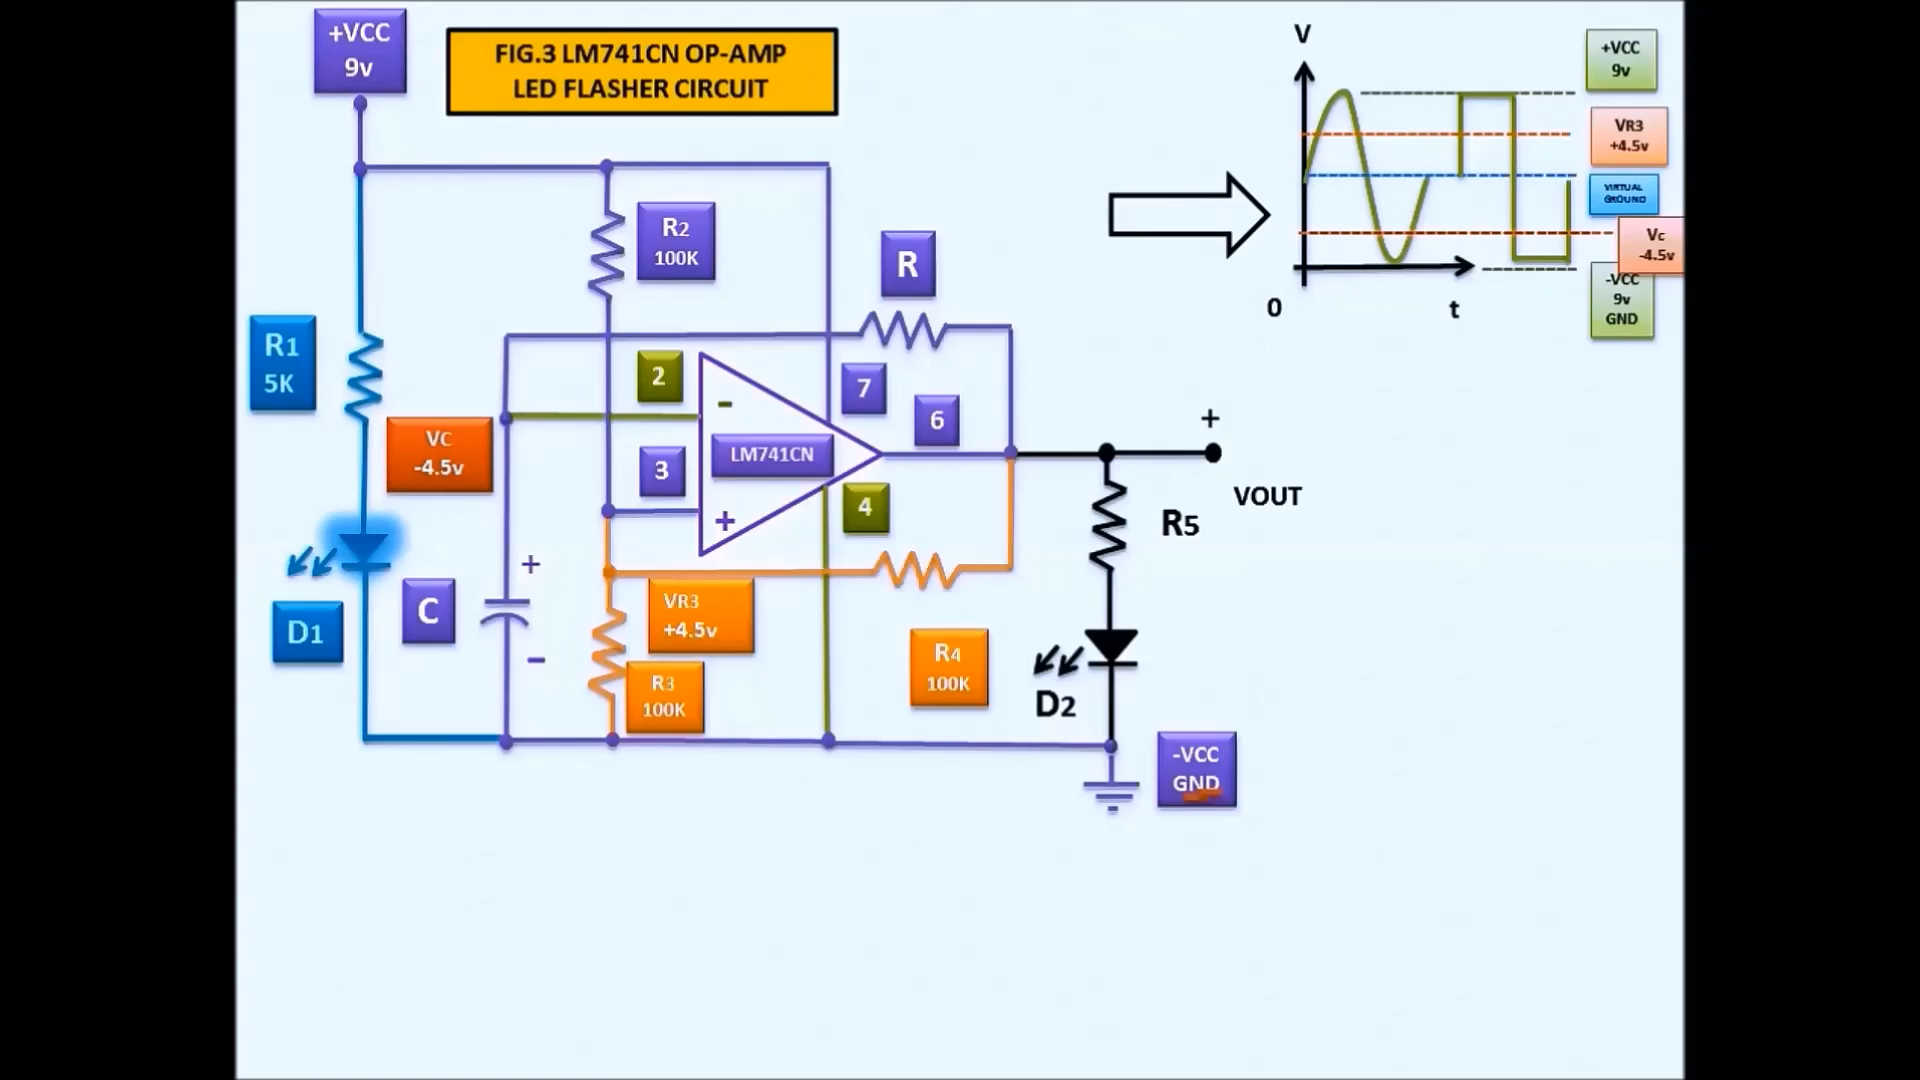 +VCC
9v
FIG.3 LM741CN OP-AMP
LED FLASHER CIRCUIT
V
+VCC
9v
VR3
+4.5v
VIRTUAL
GROUND
Vc
-4.5v
-VCC
9v
GND
0
t
R2
100K
R
R1
5K
2
-
7
6
VC
-4.5v
LM741CN
3
+
4
+
VOUT
R5
+
C
-
D1
VR3
+4.5v
R3
100K
R4
100K
D2
-VCC
GND